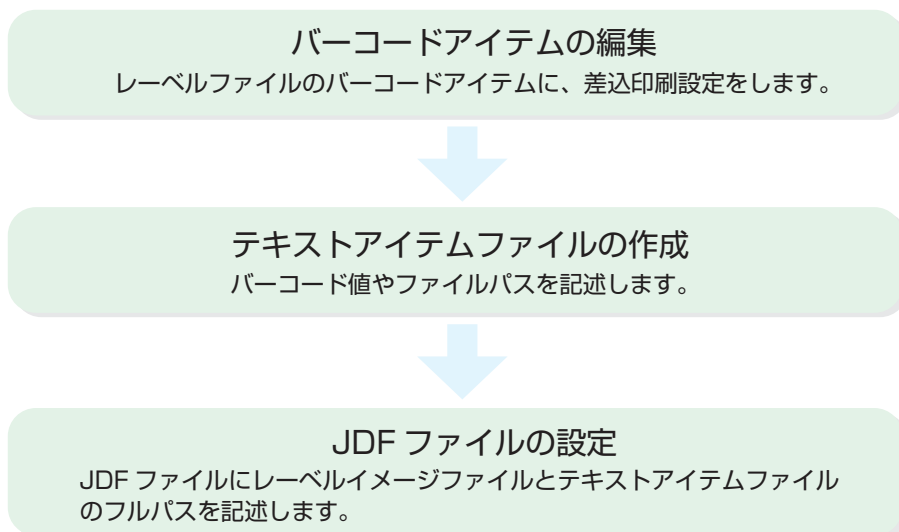 バーコードアイテムの編集
レーベルファイルのバーコードアイテムに、差込印刷設定をします。
テキストアイテムファイルの作成
バーコード値やファイルパスを記述します。
JDF ファイルの設定
JDF ファイルにレーベルイメージファイルとテキストアイテムファイル
のフルパスを記述します。